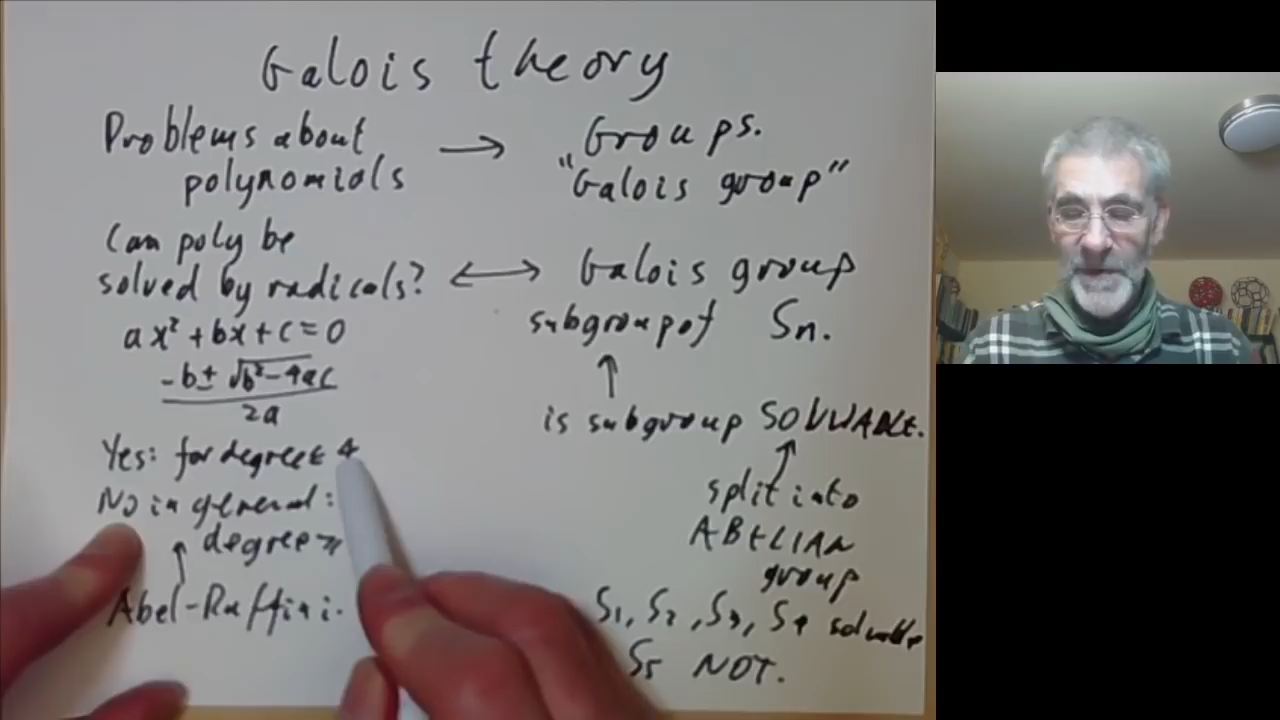 Galois theory
Problems about
polynomials
→ Groups.
"Galois group"
Can poly be
solved by radicals?
↔ Galois group
subgroup of Sn.
ax² + bx + c = 0
-b ± √b²-4ac
2a
↑
is subgroup SOLVABLE.
Yes: for degree ≤ 4
No in general:
degree ≥
↑
Abel-Ruffini.
↑
split into
ABELIAN
group
S1, S2, S3, S4 solvable
S5 NOT.